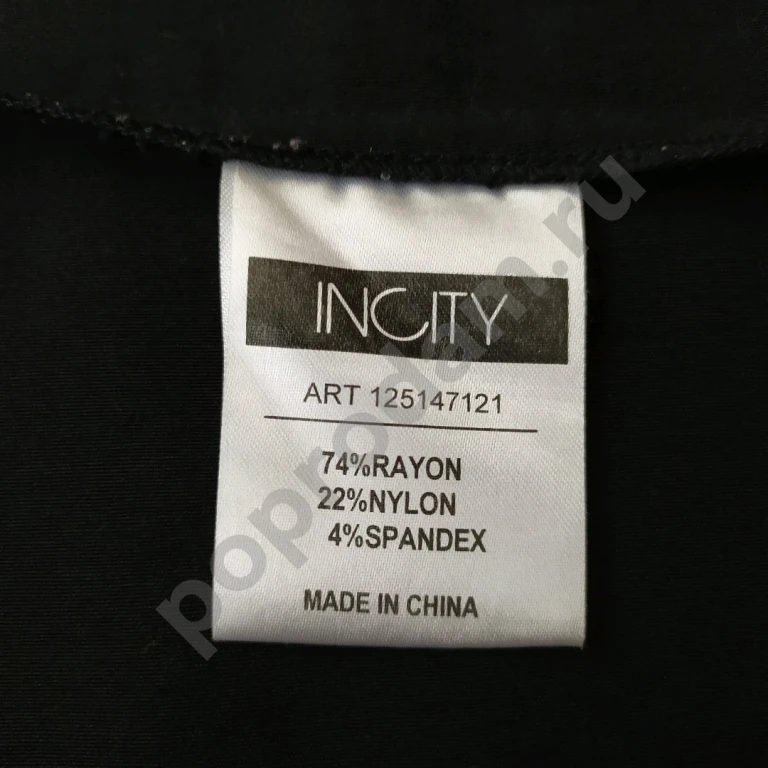 INCITY
ART 125147121
74%RAYON
22%NYLON
4%SPANDEX
MADE IN CHINA
poprodam.ru